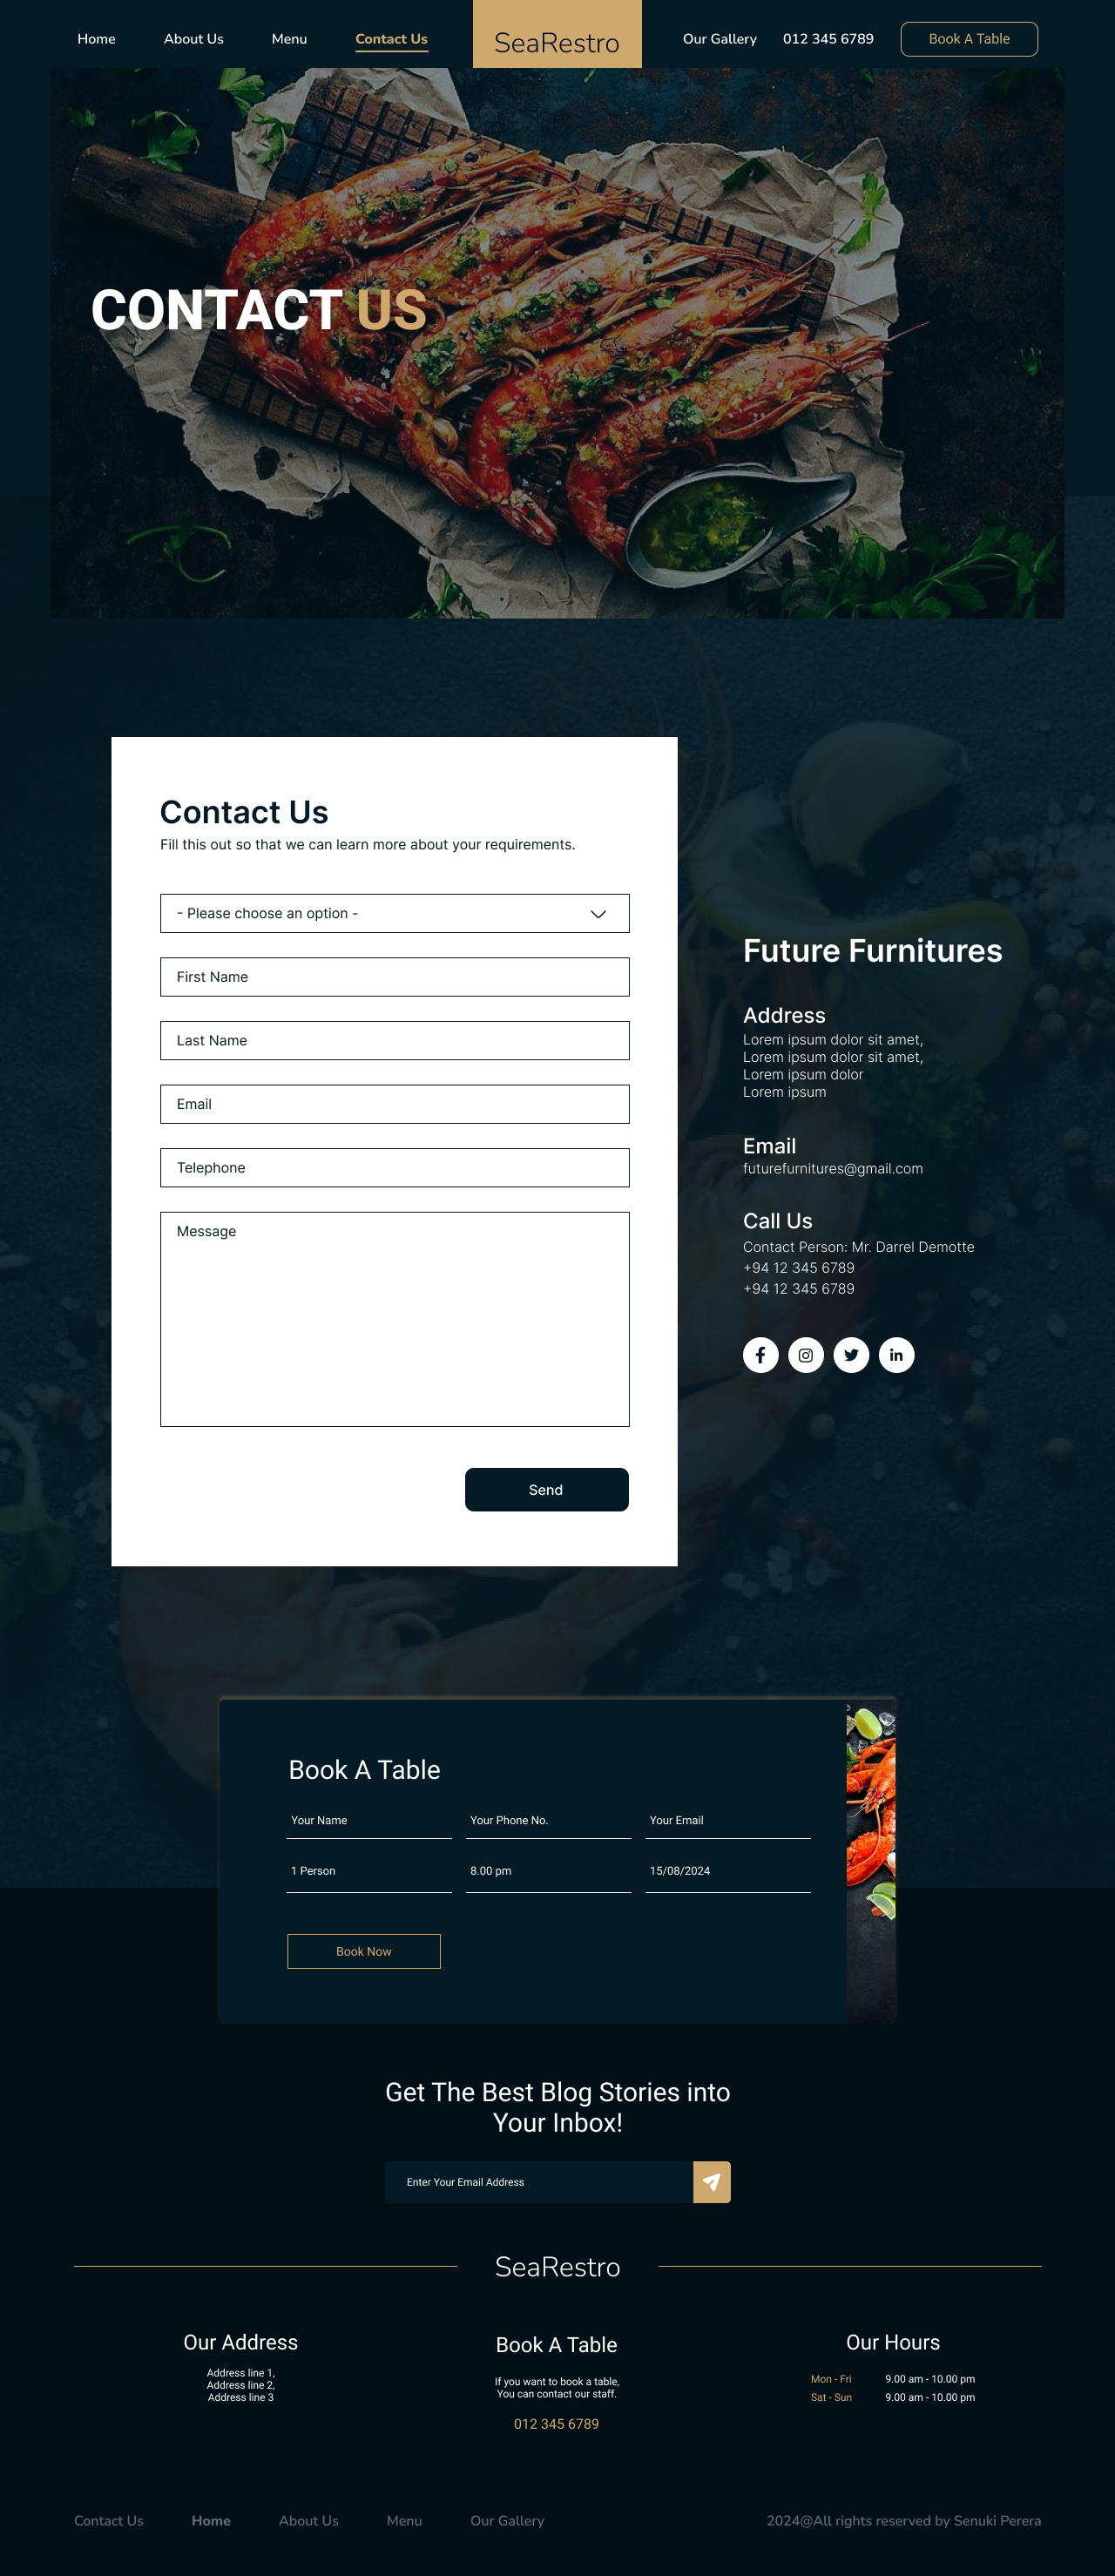 Home
About Us
Menu
Contact Us
SeaRestro
Our Gallery
012 345 6789
Book A Table
CONTACT US
Contact Us
Fill this out so that we can learn more about your requirements.
- Please choose an option -
First Name
Last Name
Email
Telephone
Message
Send
Future Furnitures
Address
Lorem ipsum dolor sit amet,
Lorem ipsum dolor sit amet,
Lorem ipsum dolor
Lorem ipsum
Email
futurefurnitures@gmail.com
Call Us
Contact Person: Mr. Darrel Demotte
+94 12 345 6789
+94 12 345 6789
Book A Table
Your Name
Your Phone No.
Your Email
1 Person
8.00 pm
15/08/2024
Book Now
Get The Best Blog Stories into
Your Inbox!
Enter Your Email Address
SeaRestro
Our Address
Address line 1,
Address line 2,
Address line 3
Book A Table
If you want to book a table,
You can contact our staff.
012 345 6789
Our Hours
Mon - Fri 9.00 am - 10.00 pm
Sat - Sun 9.00 am - 10.00 pm
Contact Us
Home
About Us
Menu
Our Gallery
2024@All rights reserved by Senuki Perera